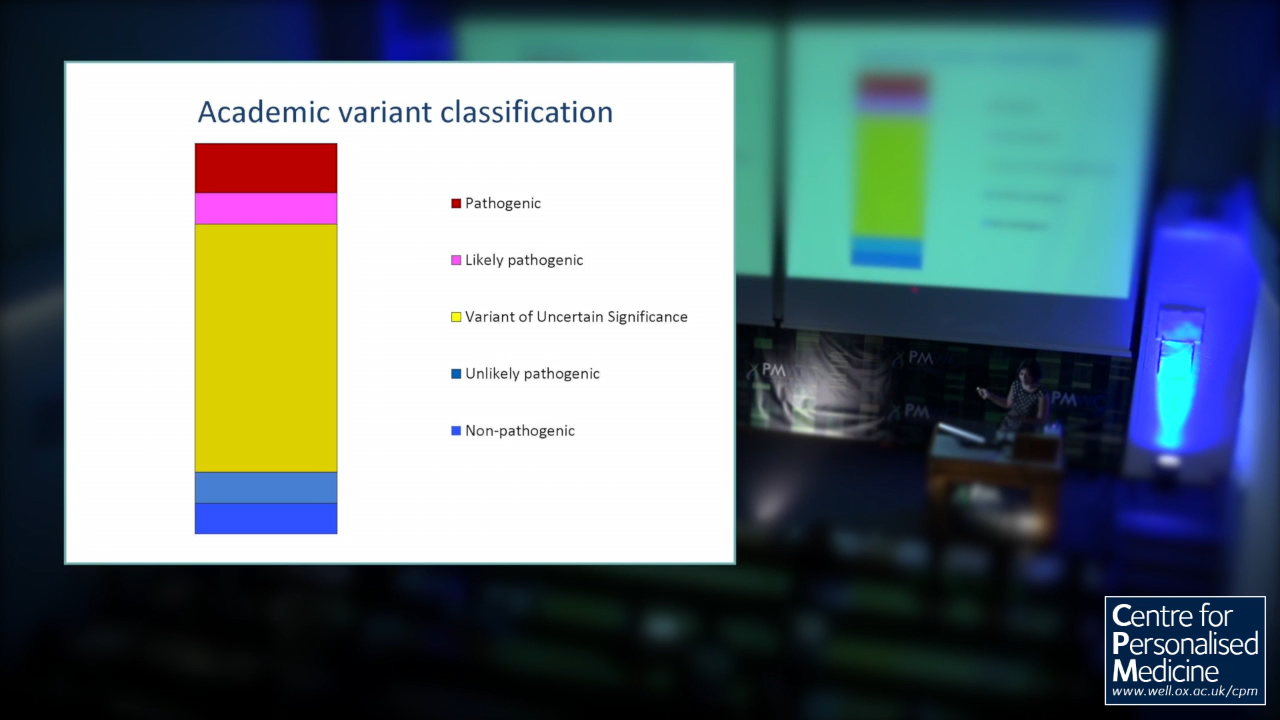 Academic variant classification
Pathogenic
Likely pathogenic
Variant of Uncertain Significance
Unlikely pathogenic
Non-pathogenic
PM
PM
PM
PM
Centre for
Personalised
Medicine
www.well.ox.ac.uk/cpm